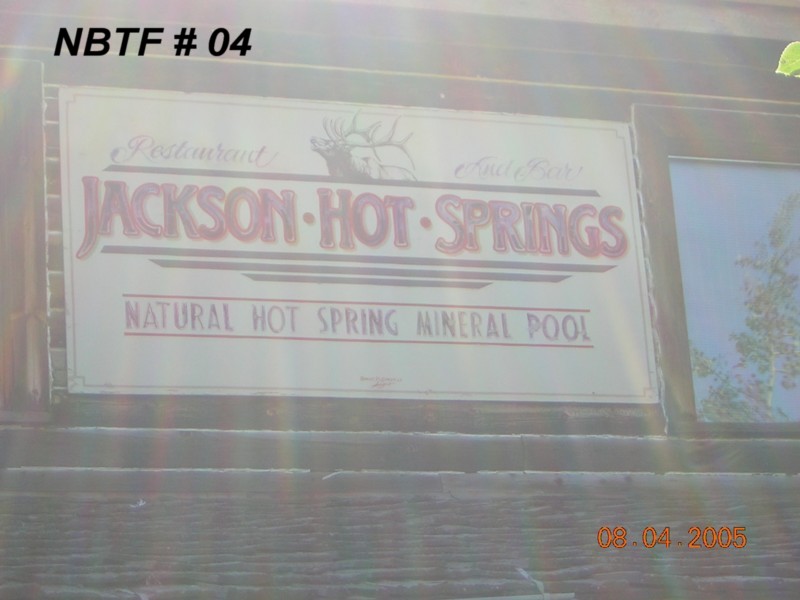 NBTF # 04
Restaurant And Bar
JACKSON · HOT · SPRINGS
NATURAL HOT SPRING MINERAL POOL
08.04.2005